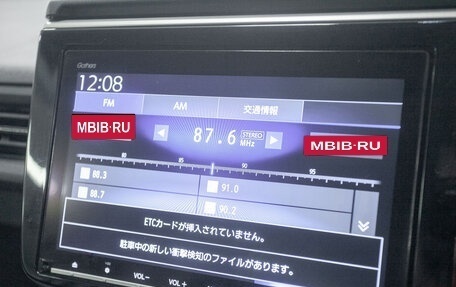 Gathers
12:08
FM AM 交通情報
MBIB·RU
87.6 STEREO MHz
MBIB·RU
80 85 90 95
88.3 91.0
88.7 90.2
ETCカードが挿入されていません。
駐車中の新しい衝撃検知のファイルがあります。
VOL− VOL+